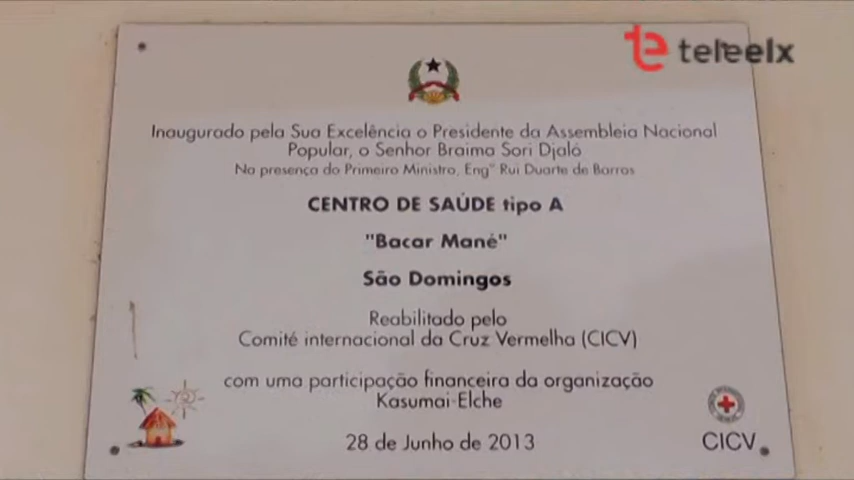 teleelx
Inaugurado pela Sua Excelência o Presidente da Assembleia Nacional
Popular, o Senhor Braima Sori Djaló
Na presença do Primeiro Ministro, Engº Rui Duarte de Barros
CENTRO DE SAÚDE tipo A
"Bacar Mané"
São Domingos
Reabilitado pelo
Comité internacional da Cruz Vermelha (CICV)
com uma participação financeira da organização
Kasumai-Elche
28 de Junho de 2013
CICV